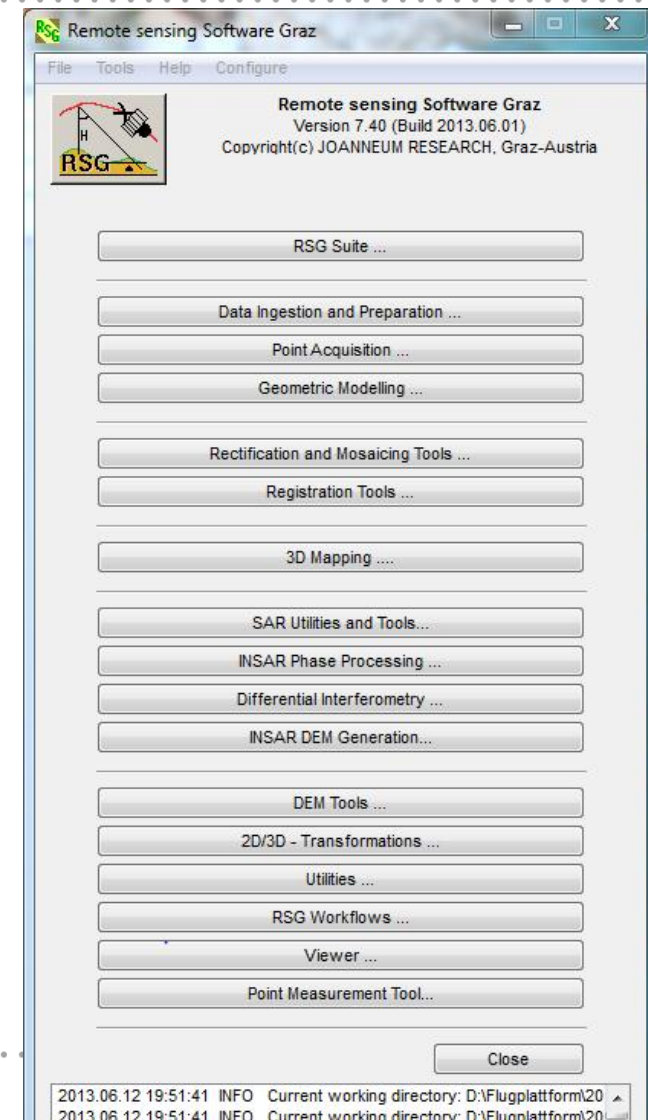 Remote sensing Software Graz
File Tools Help Configure
Remote sensing Software Graz
Version 7.40 (Build 2013.06.01)
Copyright(c) JOANNEUM RESEARCH, Graz-Austria
H
RSG
RSG Suite ...
Data Ingestion and Preparation ...
Point Acquisition ...
Geometric Modelling ...
Rectification and Mosaicing Tools ...
Registration Tools ...
3D Mapping ....
SAR Utilities and Tools...
INSAR Phase Processing ...
Differential Interferometry ...
INSAR DEM Generation...
DEM Tools ...
2D/3D - Transformations ...
Utilities ...
RSG Workflows ...
Viewer ...
Point Measurement Tool...
Close
2013.06.12 19:51:41 INFO Current working directory: D:\Flugplattform\20
2013.06.12 19:51:41 INFO Current working directory: D:\Flugplattform\20